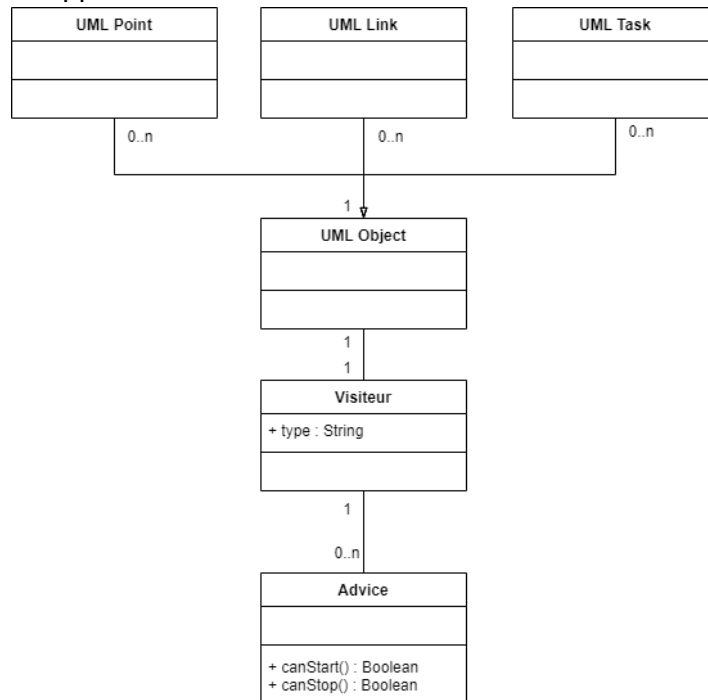 UML Point
UML Link
UML Task
0..n
0..n
0..n
1
UML Object
1
1
Visiteur
+ type : String
1
0..n
Advice
+ canStart() : Boolean
+ canStop() : Boolean